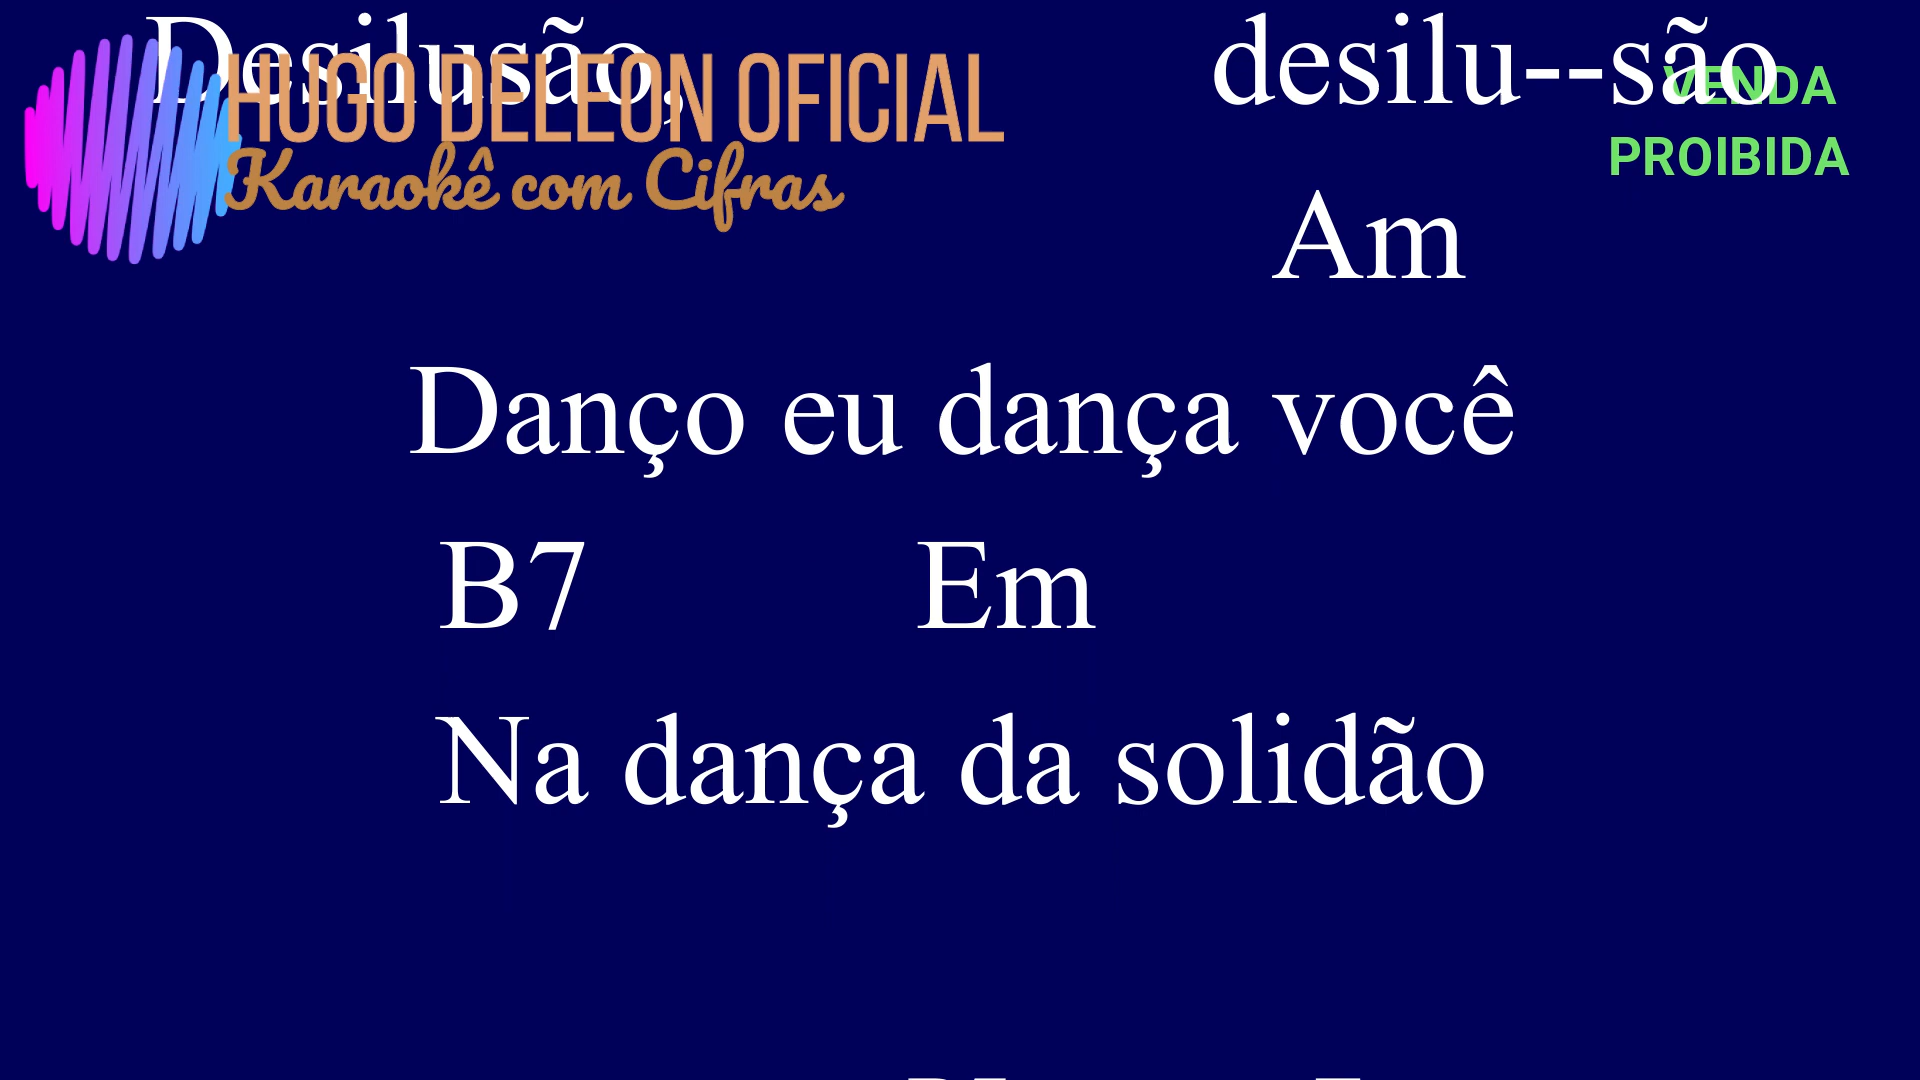 Desilusão, desilu--são
HUGO DELEON OFICIAL
Karaokê com Cifras
VENDA
PROIBIDA
Am
Danço eu dança você
B7 Em
Na dança da solidão